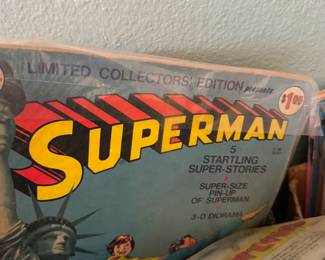 LIMITED COLLECTORS' EDITION presents
$1.00
SUPERMAN
5
STARTLING
SUPER-STORIES
SUPER-SIZE
PIN-UP
OF SUPERMAN
3-D DIORAMA